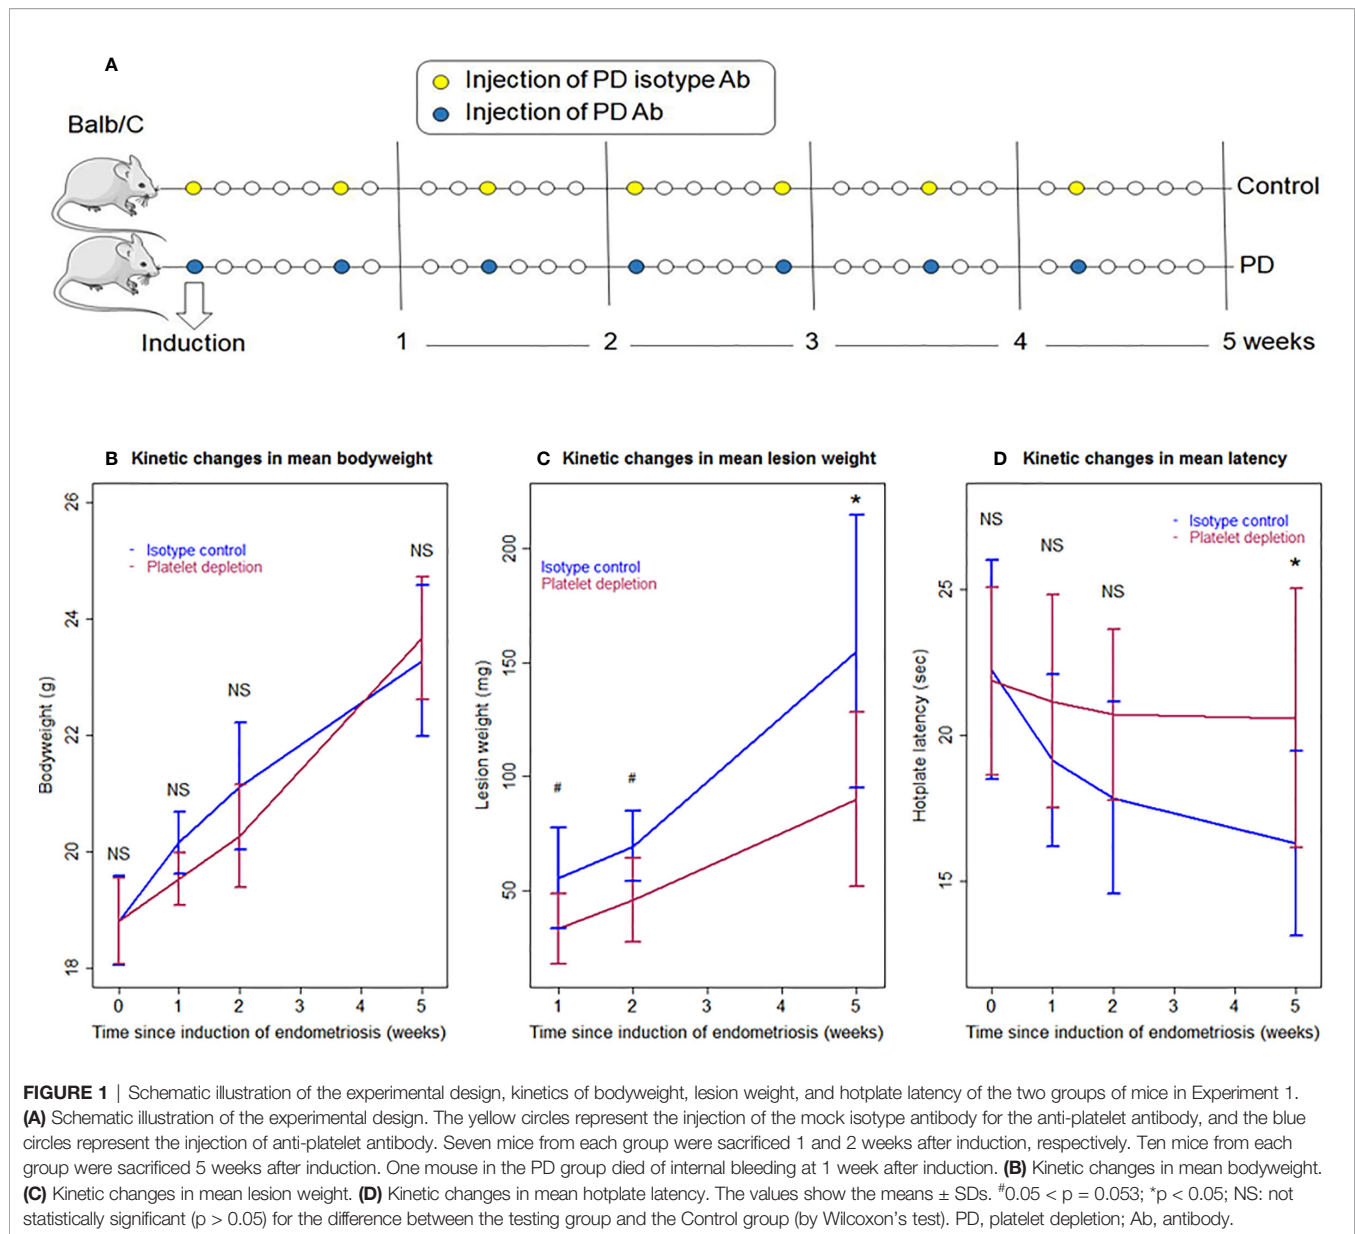 A
Injection of PD isotype Ab
Injection of PD Ab
Balb/C
Control
PD
Induction
1
2
3
4
5 weeks
B Kinetic changes in mean bodyweight
26
24
22
20
18
Bodyweight (g)
- Isotype control
- Platelet depletion
NS
NS
NS
NS
0 1 2 3 4 5
Time since induction of endometriosis (weeks)
C Kinetic changes in mean lesion weight
200
150
100
50
Lesion weight (mg)
Isotype control
Platelet depletion
#
#
*
1 2 3 4 5
Time since induction of endometriosis (weeks)
D Kinetic changes in mean latency
25
20
15
Hotplate latency (sec)
- Isotype control
- Platelet depletion
NS
NS
NS
*
0 1 2 3 4 5
Time since induction of endometriosis (weeks)
FIGURE 1 | Schematic illustration of the experimental design, kinetics of bodyweight, lesion weight, and hotplate latency of the two groups of mice in Experiment 1.
(A) Schematic illustration of the experimental design. The yellow circles represent the injection of the mock isotype antibody for the anti-platelet antibody, and the blue
circles represent the injection of anti-platelet antibody. Seven mice from each group were sacrificed 1 and 2 weeks after induction, respectively. Ten mice from each
group were sacrificed 5 weeks after induction. One mouse in the PD group died of internal bleeding at 1 week after induction. (B) Kinetic changes in mean bodyweight.
(C) Kinetic changes in mean lesion weight. (D) Kinetic changes in mean hotplate latency. The values show the means ± SDs. #0.05 < p = 0.053; *p < 0.05; NS: not
statistically significant (p > 0.05) for the difference between the testing group and the Control group (by Wilcoxon's test). PD, platelet depletion; Ab, antibody.